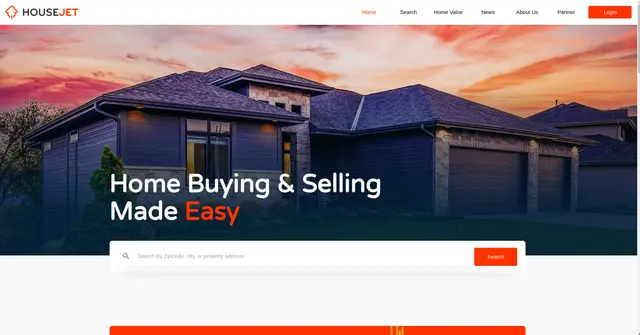 HOUSEJET
Home
Search
Home Value
News
About Us
Partner
Login
Home Buying & Selling
Made Easy
Search By ZipCode, city, or property address
Search